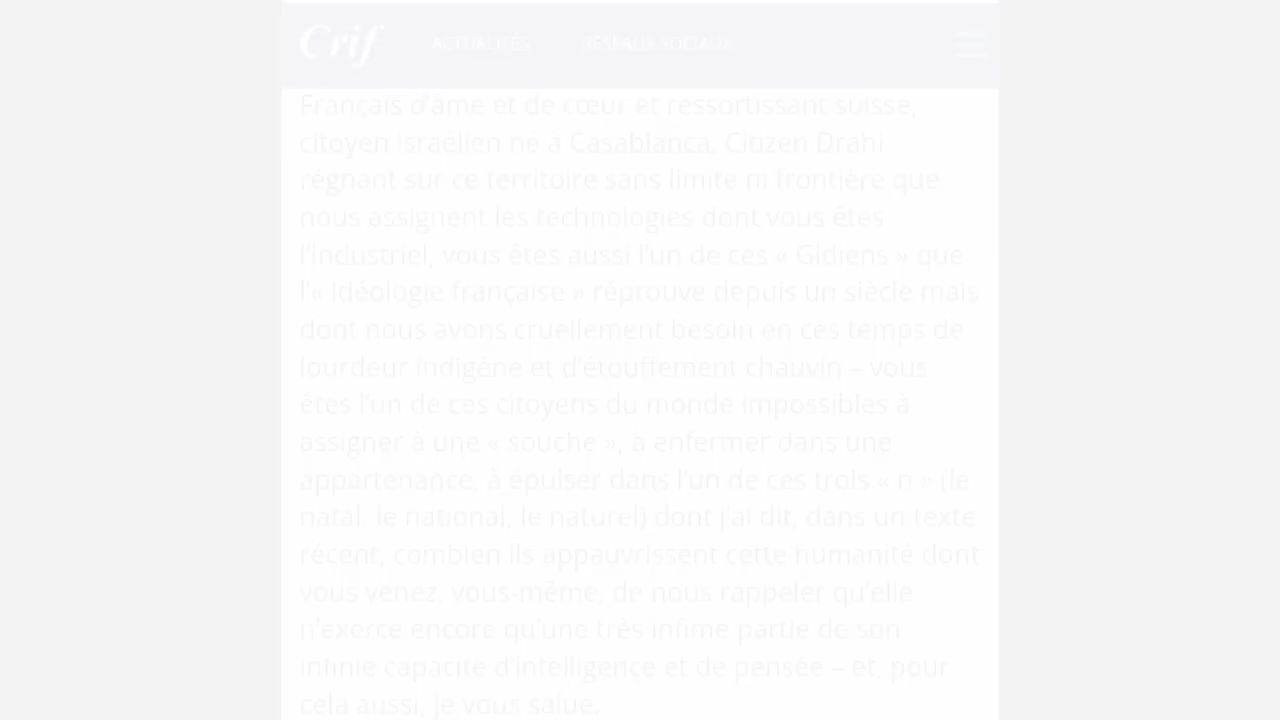 Crif ACTUALITÉS RÉSEAUX SOCIAUX
Français d'âme et de cœur et ressortissant suisse,
citoyen israélien né à Casablanca, Citizen Drahi
régnant sur ce territoire sans limite ni frontière que
nous assignent les technologies dont vous êtes
l'industriel, vous êtes aussi l'un de ces « Gidiens » que
l'« idéologie française » réprouve depuis un siècle mais
dont nous avons cruellement besoin en ces temps de
lourdeur indigène et d'étouffement chauvin – vous
êtes l'un de ces citoyens du monde impossibles à
assigner à une « souche », à enfermer dans une
appartenance, à épuiser dans l'un de ces trois « n » (le
natal, le national, le naturel) dont j'ai dit, dans un texte
récent, combien ils appauvrissent cette humanité dont
vous venez, vous-même, de nous rappeler qu'elle
n'exerce encore qu'une très infime partie de son
infinie capacité d'intelligence et de pensée – et, pour
cela aussi, je vous salue.